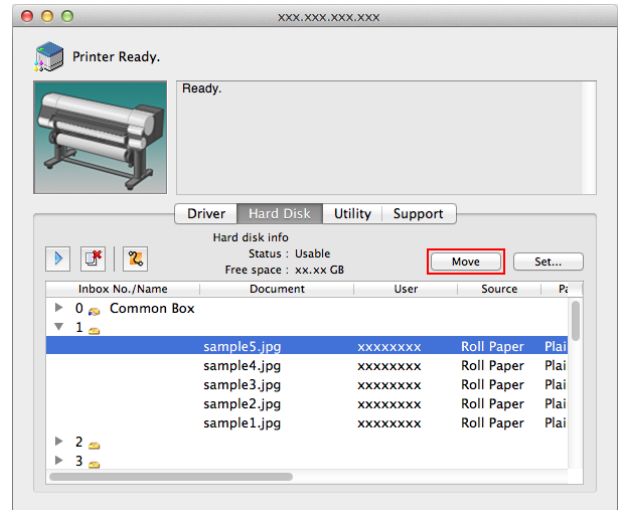 xxx.xxx.xxx.xxx
Printer Ready.
Ready.
Driver Hard Disk Utility Support
Hard disk info
Status : Usable
Free space : xx.xx GB
Move Set...
Inbox No./Name Document User Source Pa
0 Common Box
1
sample5.jpg xxxxxxxx Roll Paper Plai
sample4.jpg xxxxxxxx Roll Paper Plai
sample3.jpg xxxxxxxx Roll Paper Plai
sample2.jpg xxxxxxxx Roll Paper Plai
sample1.jpg xxxxxxxx Roll Paper Plai
2
3